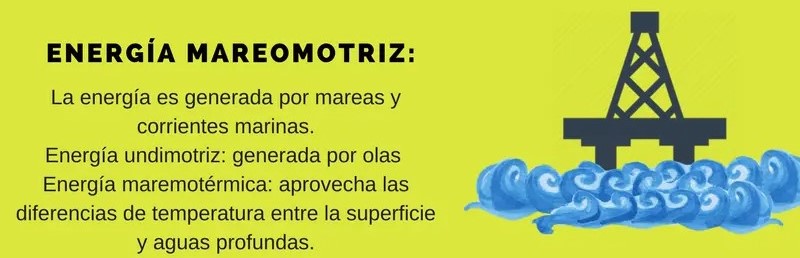 ENERGÍA MAREOMOTRIZ:
La energía es generada por mareas y
corrientes marinas.
Energía undimotriz: generada por olas
Energía maremotérmica: aprovecha las
diferencias de temperatura entre la superficie
y aguas profundas.